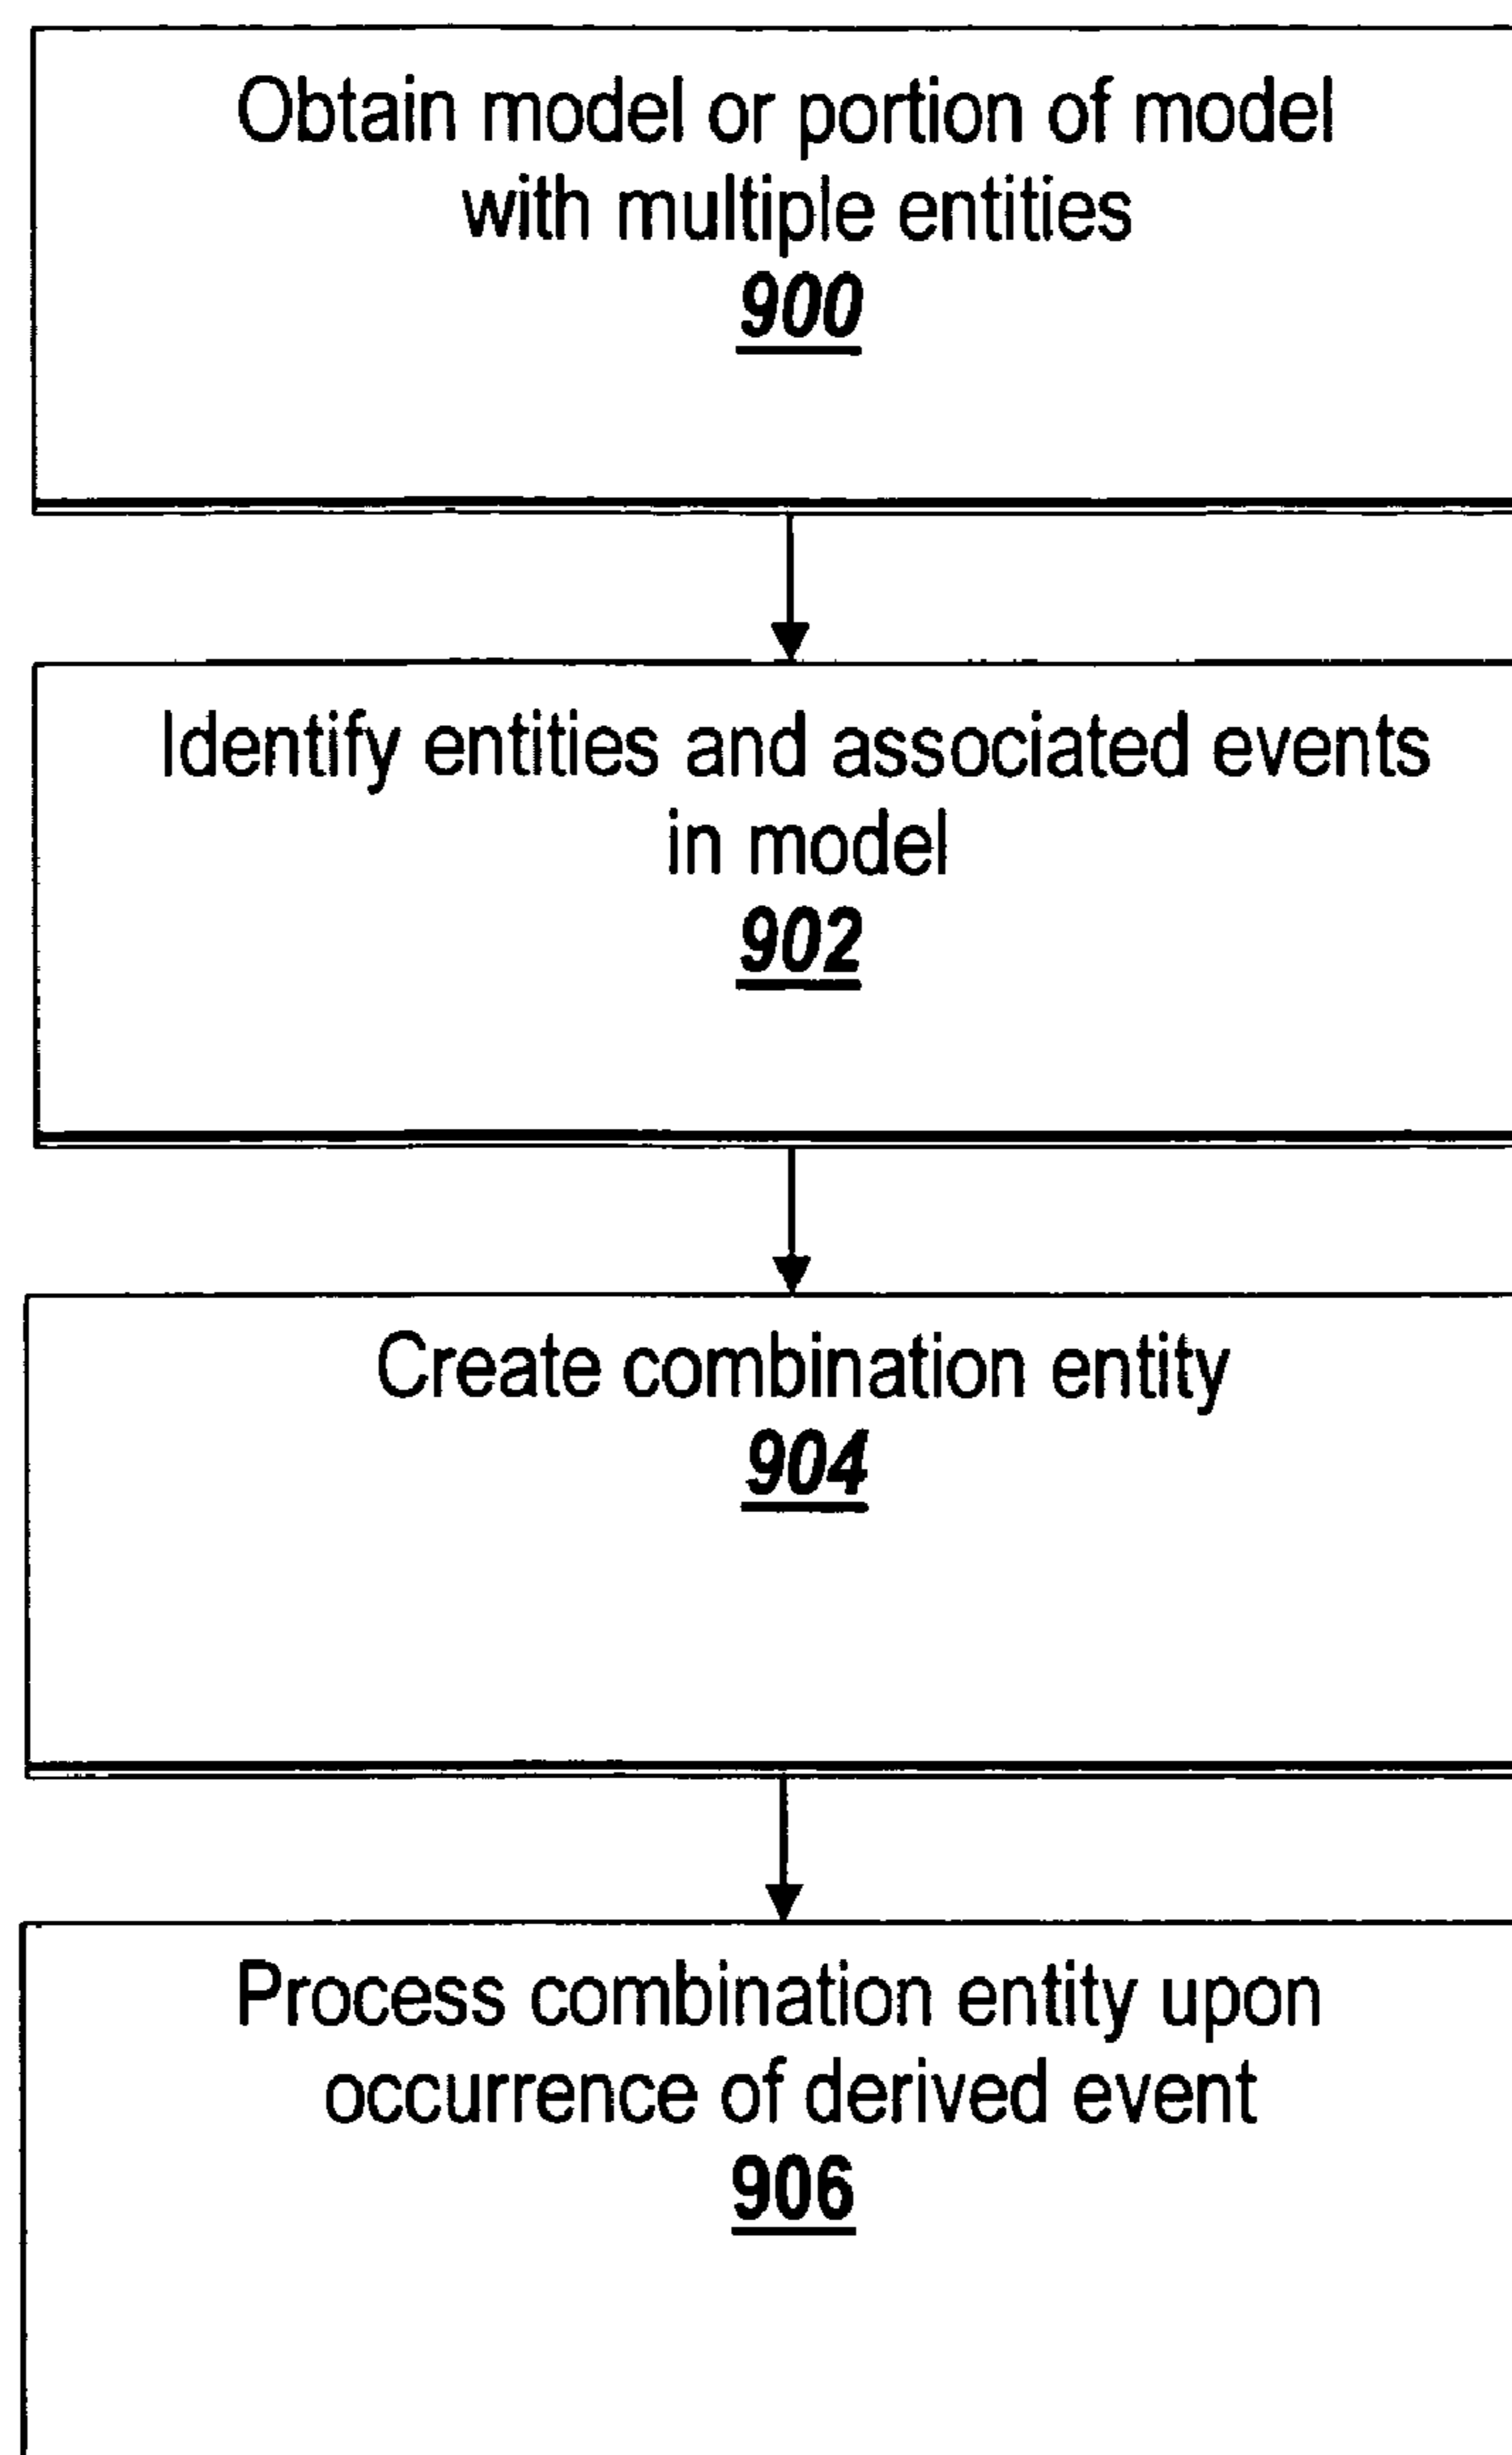 Obtain model or portion of model
with multiple entities
900
Identify entities and associated events
in model
902
Create combination entity
904
Process combination entity upon
occurrence of derived event
906